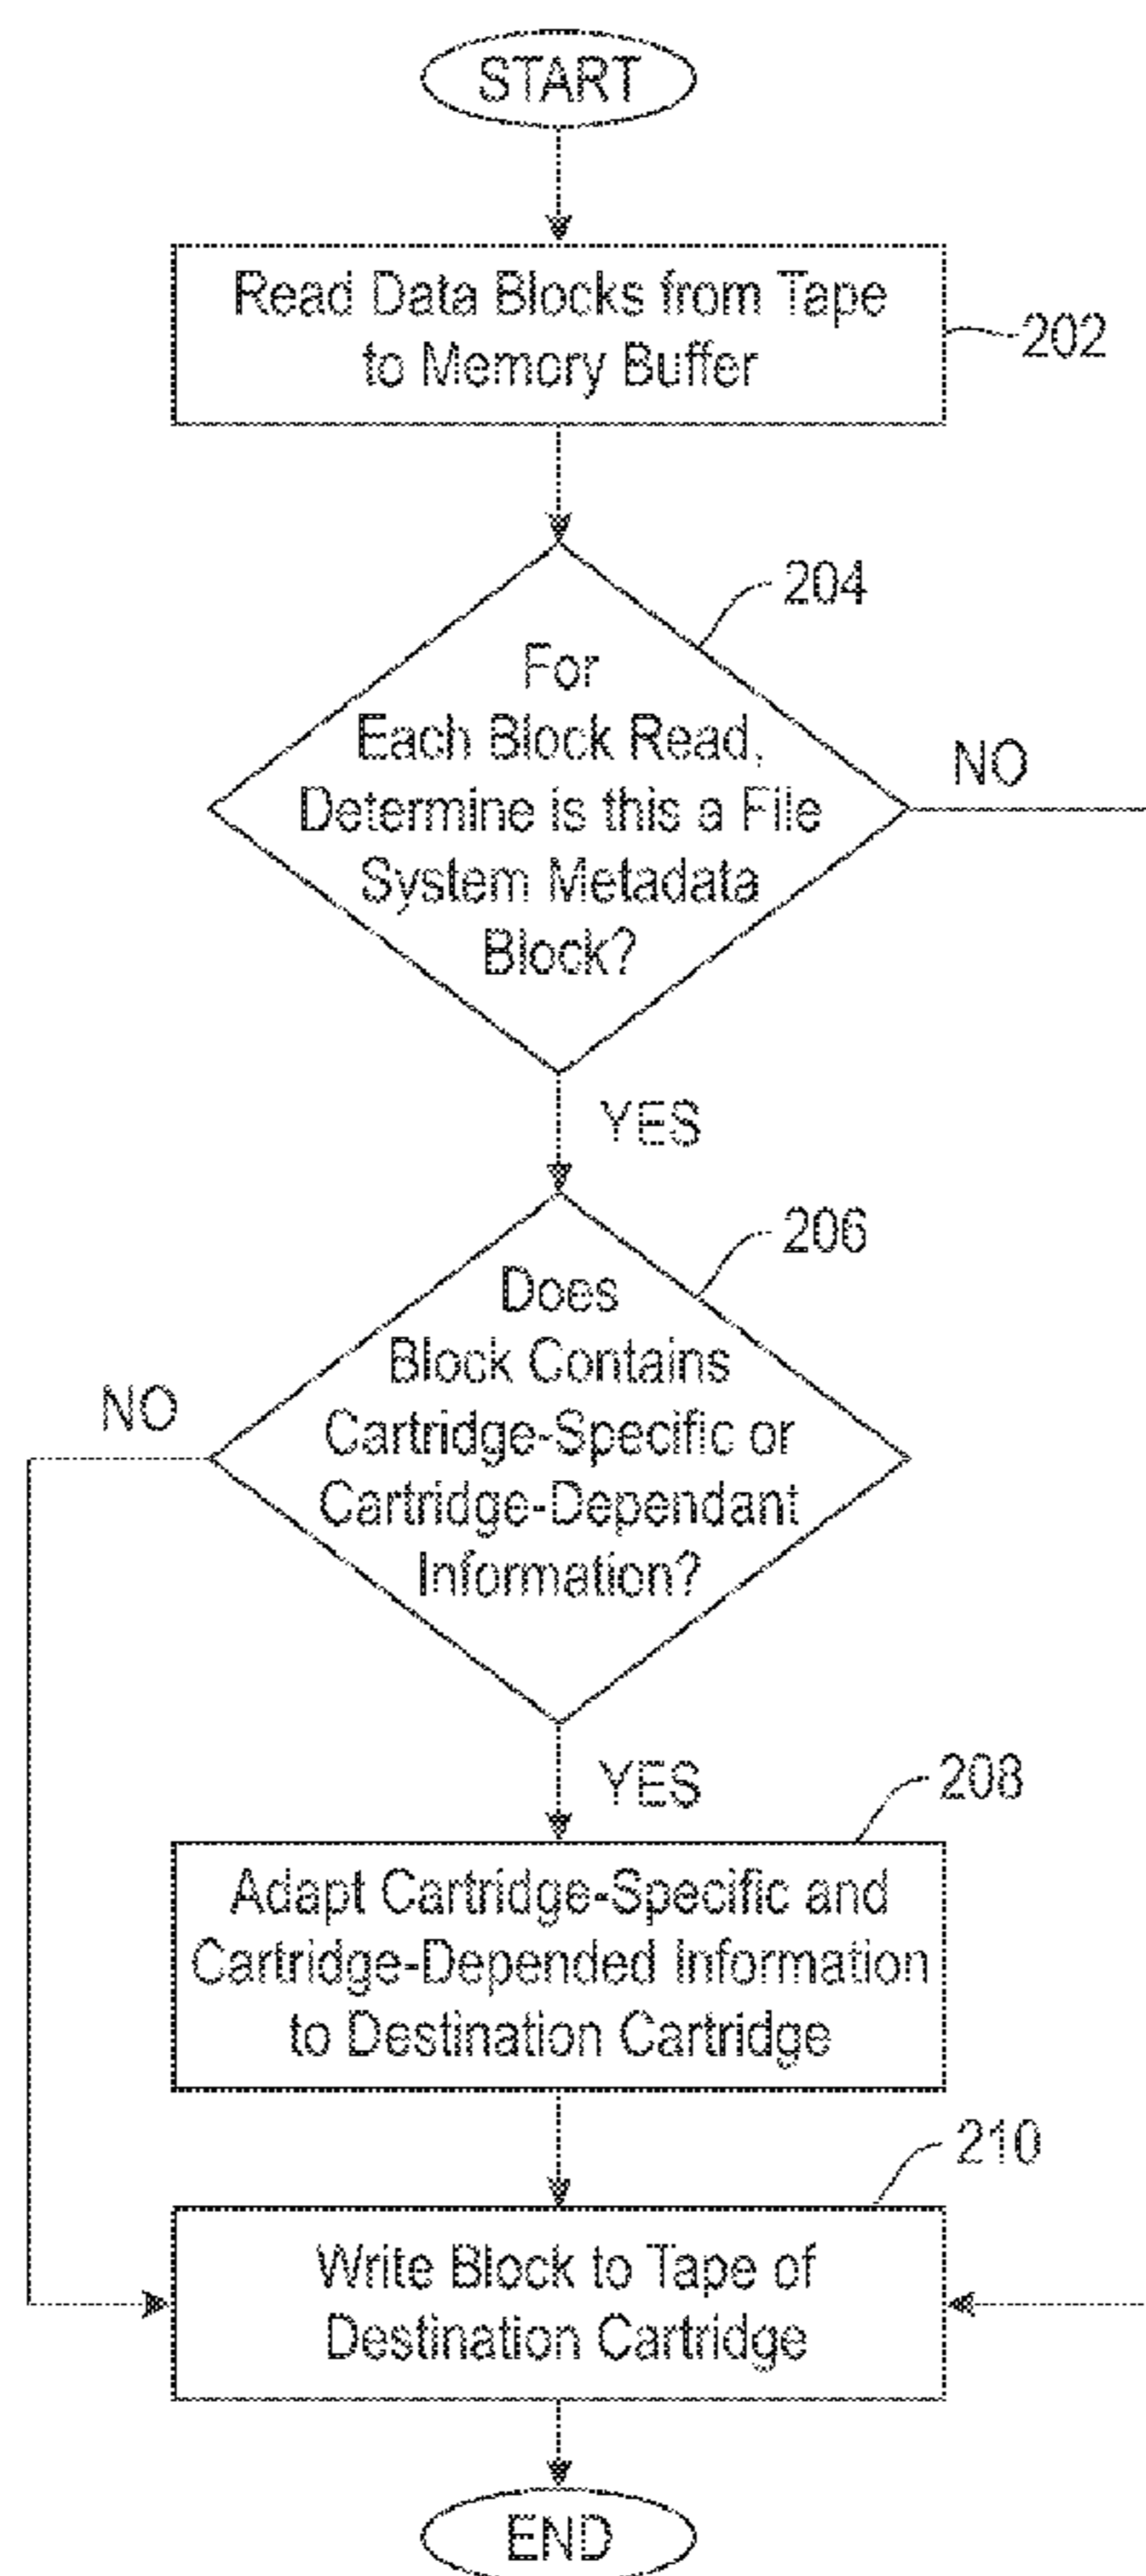 START
Read Data Blocks from Tape
to Memory Buffer
202
204
For
Each Block Read,
Determine is this a File
System Metadata
Block?
NO
YES
206
Does
Block Contains
Cartridge-Specific or
Cartridge-Dependant
Information?
NO
YES
208
Adapt Cartridge-Specific and
Cartridge-Depended Information
to Destination Cartridge
210
Write Block to Tape of
Destination Cartridge
END